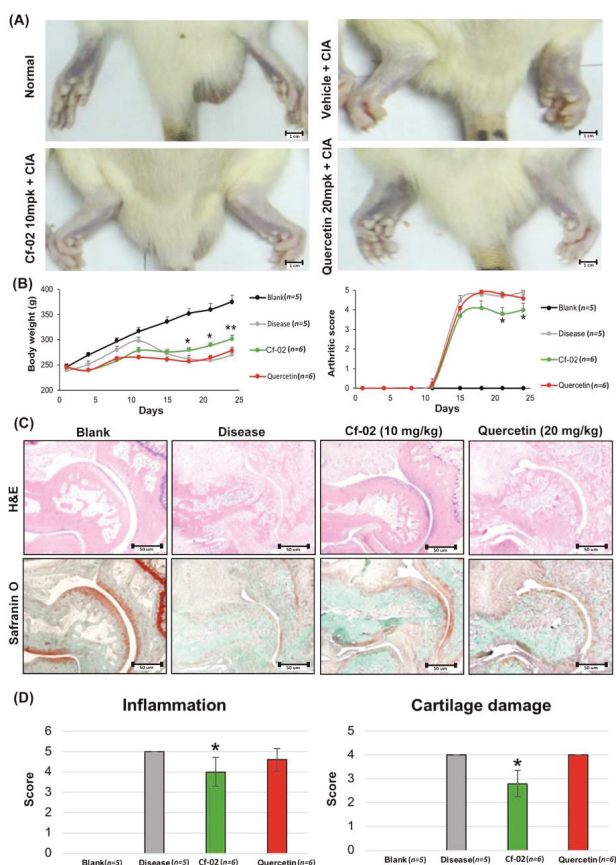 (A)
Normal
1 cm
Vehicle + CIA
1 cm
Cf-02 10mpk + CIA
1 cm
Quercetin 20mpk + CIA
1 cm
(B)
Body weight (g)
400
350
300
250
200
0 5 10 15 20 25
Days
* * **
Blank(n=5)
Disease(n=5)
Cf-02(n=6)
Quercetin(n=6)
Arthritic score
5
4
3
2
1
0
0 5 10 15 20 25
Days
* *
Blank(n=5)
Disease(n=5)
Cf-02(n=6)
Quercetin(n=6)
(C)
Blank Disease Cf-02 (10 mg/kg) Quercetin (20 mg/kg)
H&E
50 um 50 um 50 um 50 um
Safranin O
50 um 50 um 50 um 50 um
(D)
Inflammation
Score
6
5
4
3
2
1
0
*
Blank(n=5) Disease(n=5) Cf-02(n=6) Quercetin(n=6)
Cartilage damage
Score
5
4
3
2
1
0
*
Blank(n=5) Disease(n=5) Cf-02(n=6) Quercetin(n=6)